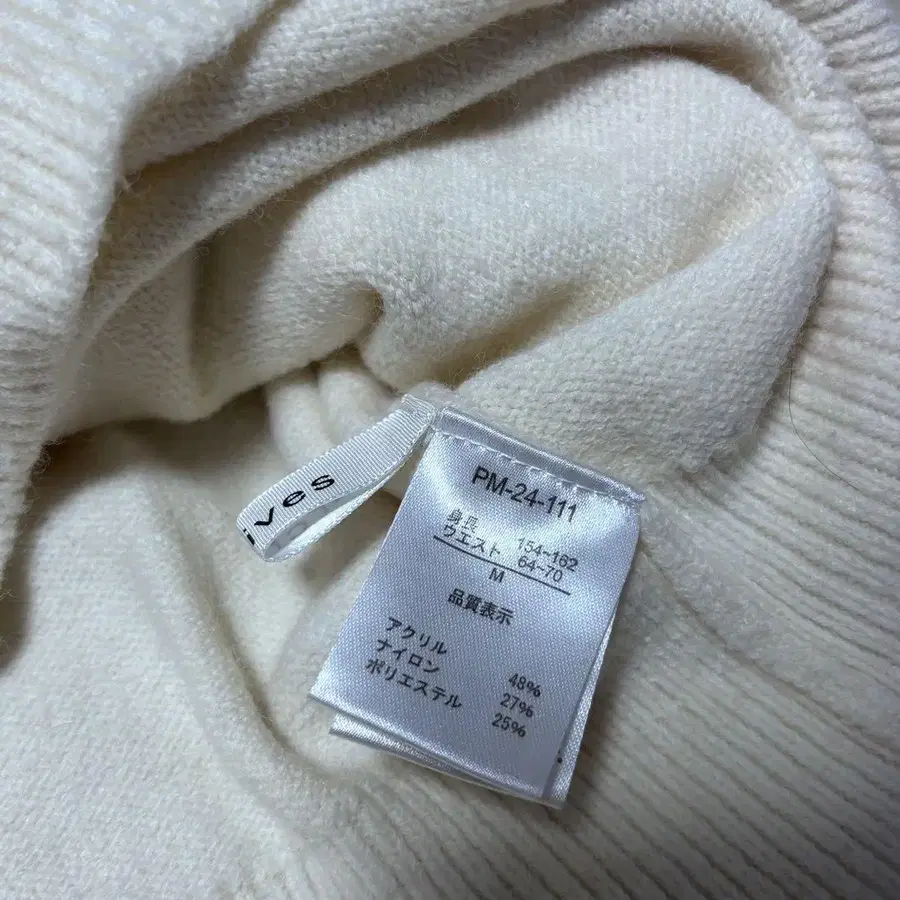 ives
PM-24-111
身長 154~162
ウエスト 64~70
M
品質表示
アクリル 48%
ナイロン 27%
ポリエステル 25%